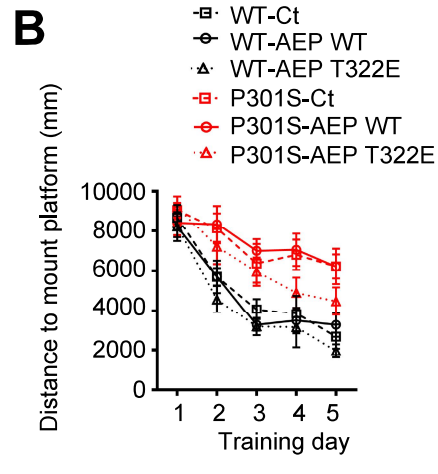 B
WT-Ct
WT-AEP WT
WT-AEP T322E
P301S-Ct
P301S-AEP WT
P301S-AEP T322E
Distance to mount platform (mm)
10000
8000
6000
4000
2000
0
1 2 3 4 5
Training day